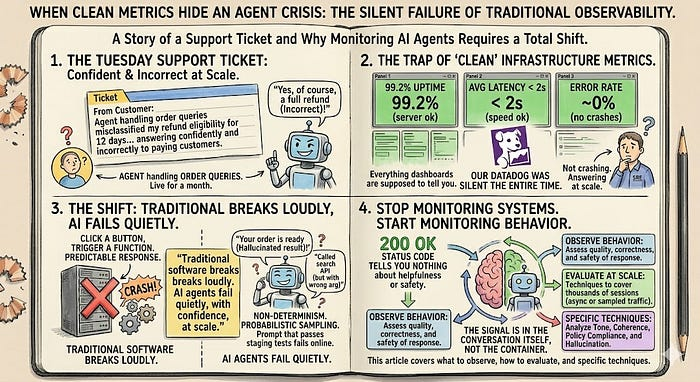 WHEN CLEAN METRICS HIDE AN AGENT CRISIS: THE SILENT FAILURE OF TRADITIONAL OBSERVABILITY.
A Story of a Support Ticket and Why Monitoring AI Agents Requires a Total Shift.
1. THE TUESDAY SUPPORT TICKET:
Confident & Incorrect at Scale.
Ticket
From Customer:
Agent handling order queries
misclassified my refund eligibility for
12 days... answering confidently and
incorrectly to paying customers.
"Yes, of course,
a full refund
(Incorrect)!"
?
AGENT handling ORDER QUERIES.
Live for a month.
2. THE TRAP OF 'CLEAN' INFRASTRUCTURE METRICS.
Panel 1
99.2% UPTIME
99.2%
(server ok)
Panel 2
AVG LATENCY < 2s
< 2s
(speed ok)
Panel 3
ERROR RATE
~0%
(no crashes)
Everything dashboards
are supposed to tell you.
OUR DATADOG WAS
SILENT THE ENTIRE TIME.
Not crashing.
Answering
at scale.
?
?
SRE
3. THE SHIFT: TRADITIONAL BREAKS LOUDLY,
AI FAILS QUIETLY.
CLICK A BUTTON,
TRIGGER A FUNCTION.
PREDICTABLE RESPONSE.
CRASH!
TRADITIONAL SOFTWARE
BREAKS LOUDLY.
"Traditional
software breaks
breaks loudly.
AI agents fail
quietly, with
confidence,
at scale."
"Your order is ready
(Hallucinated result)!"
"Called
search
API
(but with
wrong arg)"
?
NON-DETERMINISM.
PROBABILISTIC SAMPLING.
Prompt that passes
staging tests fails online.
AI AGENTS FAIL QUIETLY.
4. STOP MONITORING SYSTEMS.
START MONITORING BEHAVIOR.
200 OK
STATUS CODE
TELLS YOU NOTHING
about helpfulness
or safety.
OBSERVE BEHAVIOR:
Assess quality, correctness,
and safety of response.
THE SIGNAL IS IN THE
CONVERSATION ITSELF,
NOT THE CONTAINER.
OBSERVE BEHAVIOR:
Assess quality, correctness,
and safety of response.
EVALUATE AT SCALE:
Techniques to cover
thousands of sessions
(async or sampled traffic).
SPECIFIC TECHNIQUES:
Analyze Tone, Coherence,
Policy Compliance, and
Hallucination.
This article covers what to observe, how to evaluate, and specific techniques.